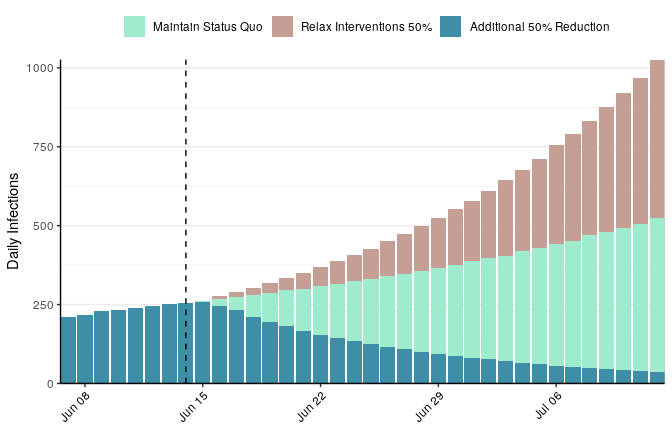 Maintain Status Quo Relax Interventions 50% Additional 50% Reduction
1000
750
500
250
0
Daily Infections
Jun 08 Jun 15 Jun 22 Jun 29 Jul 06